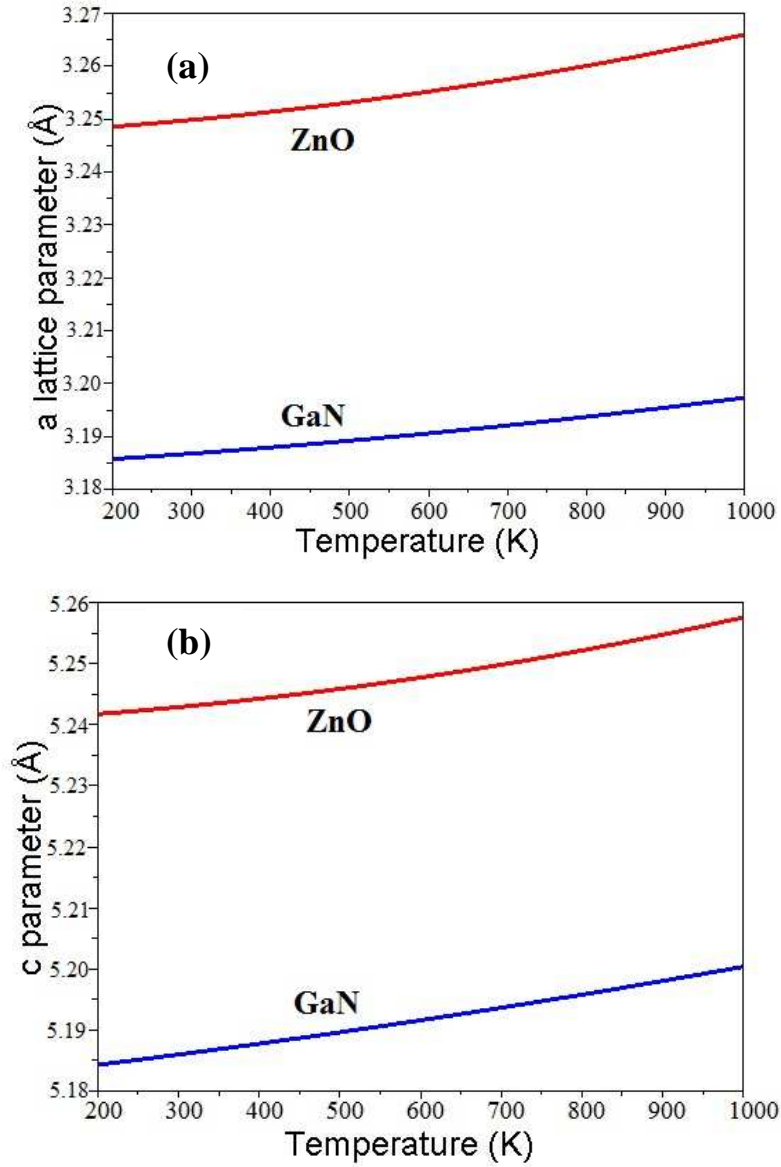 3.27
3.26
3.25
3.24
3.23
3.22
3.21
3.20
3.19
3.18
a lattice parameter (Å)
(a)
ZnO
GaN
200 300 400 500 600 700 800 900 1000
Temperature (K)
5.26
5.25
5.24
5.23
5.22
5.21
5.20
5.19
5.18
c parameter (Å)
(b)
ZnO
GaN
200 300 400 500 600 700 800 900 1000
Temperature (K)